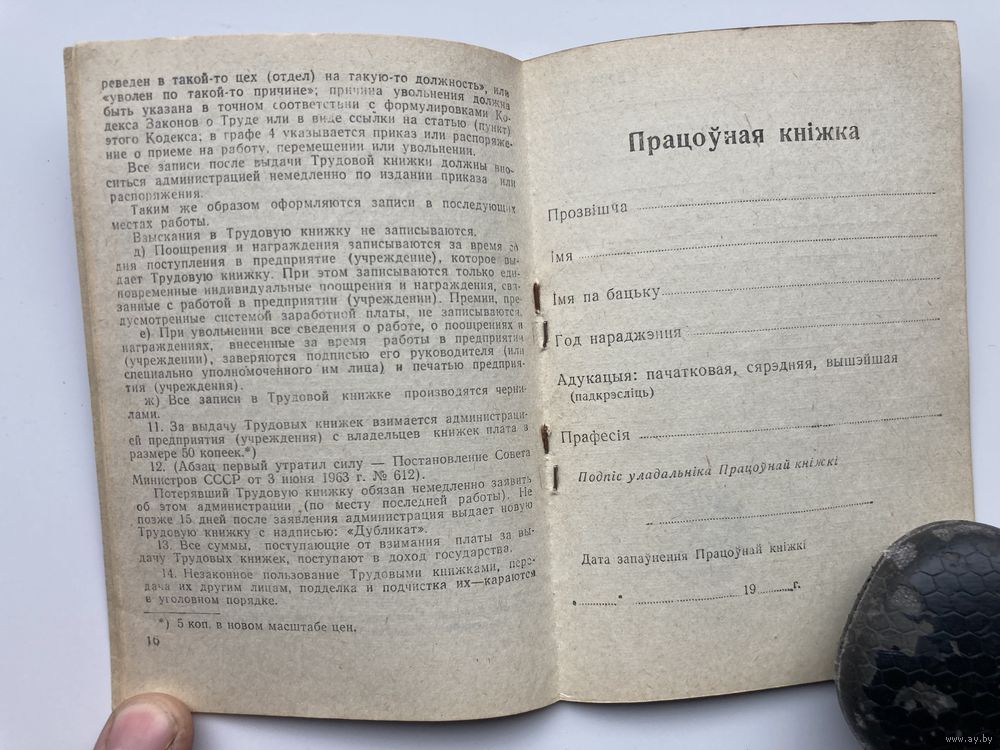 реведен в такой-то цех (отдел) на такую-то должность», или
«уволен по такой-то причине»; причина увольнения должна
быть указана в точном соответствии с формулировками Ко-
декса Законов о Труде или в виде ссылки на статью (пункт)
этого Кодекса; в графе 4 указывается приказ или распоряже-
ние о приеме на работу, перемещении или увольнении.
Все записи после выдачи Трудовой книжки должны вно-
ситься администрацией немедленно по издании приказа или
распоряжения.
Таким же образом оформляются записи в последующих
местах работы.
Взыскания в Трудовую книжку не записываются.
д) Поощрения и награждения записываются за время со
дня поступления в предприятие (учреждение), которое вы-
дает Трудовую книжку. При этом записываются только еди-
новременные индивидуальные поощрения и награждения, свя-
занные с работой в предприятии (учреждении). Премии, пре-
дусмотренные системой заработной платы, не записываются.
е) При увольнении все сведения о работе, о поощрениях и
награждениях, внесенные за время работы в предприятии
(учреждении), заверяются подписью его руководителя (или
специально уполномоченного им лица) и печатью предприя-
тия (учреждения).
ж) Все записи в Трудовой книжке производятся черни-
лами.
11. За выдачу Трудовых книжек взимается администраци-
ей предприятия (учреждения) с владельцев книжек плата в
размере 50 копеек.*)
12. (Абзац первый утратил силу — Постановление Совета
Министров СССР от 3 июня 1963 г. № 612).
Потерявший Трудовую книжку обязан немедленно заявить
об этом администрации (по месту последней работы). Не
позже 15 дней после заявления администрация выдает новую
Трудовую книжку с надписью: «Дубликат».
13. Все суммы, поступающие от взимания платы за вы-
дачу Трудовых книжек, поступают в доход государства.
14. Незаконное пользование Трудовыми книжками, пере-
дача их другим лицам, подделка и подчистка их—караются
в уголовном порядке.
*) 5 коп. в новом масштабе цен.
16
Працоўная кніжка
Прозвішча
Імя
Імя па бацьку
Год нараджэння
Адукацыя: пачатковая, сярэдняя, вышэйшая
(падкрэсліць)
Прафесія
Подпіс уладальніка Працоўнай кніжкі
Дата запаўнення Працоўнай кніжкі
«.......» .......... 19.......г.
www.ay.by